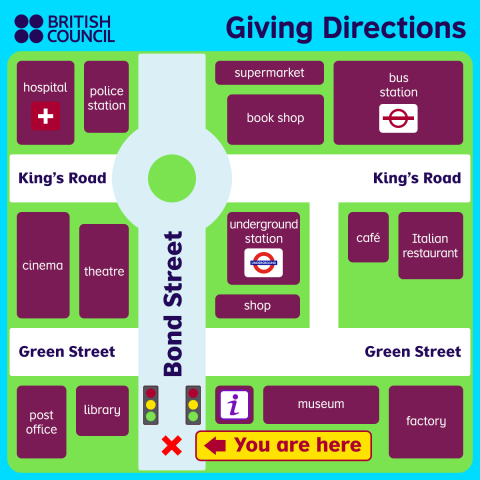 BRITISH
COUNCIL
Giving Directions
hospital
police
station
supermarket
book shop
bus
station
King's Road
King's Road
cinema
theatre
Bond Street
underground
station
UNDERGROUND
shop
café
Italian
restaurant
Green Street
Green Street
post
office
library
i
museum
factory
You are here